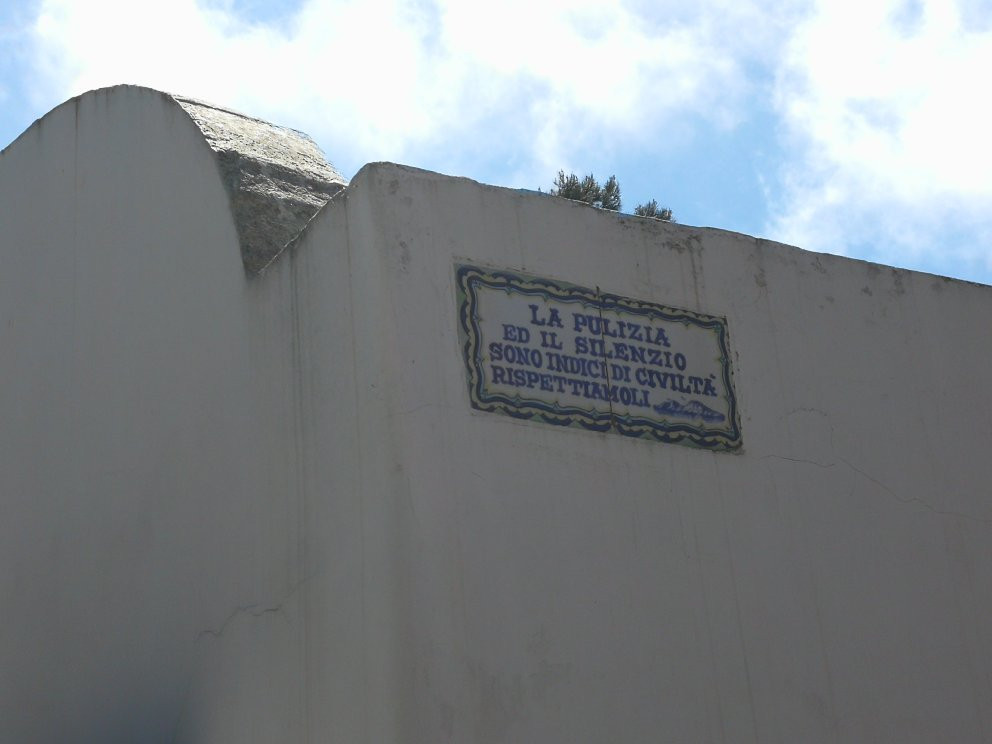 LA PULIZIA
ED IL SILENZIO
SONO INDICI DI CIVILTÀ
RISPETTIAMOLI